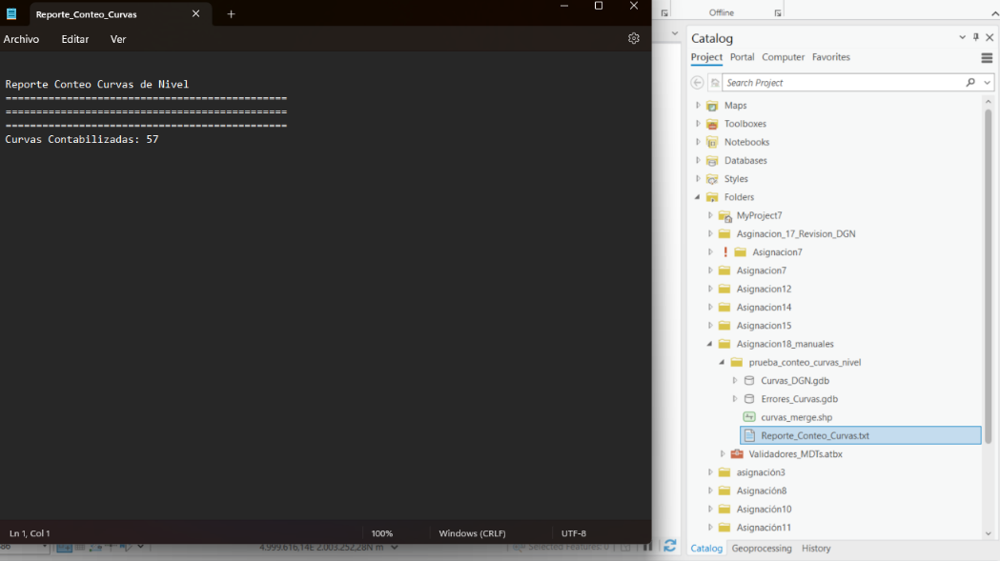 Reporte_Conteo_Curvas
Archivo Editar Ver
Reporte Conteo Curvas de Nivel
==============================================
==============================================
==============================================
Curvas Contabilizadas: 57
Ln 1, Col 1 100% Windows (CRLF) UTF-8
4.999.616,14E 2.003.252,28N m
Selected Features: 0
Offline
Catalog
Project Portal Computer Favorites
Search Project
Maps
Toolboxes
Notebooks
Databases
Styles
Folders
MyProject7
Asginacion_17_Revision_DGN
! Asignacion7
Asignacion7
Asignacion12
Asignacion14
Asignacion15
Asignacion18_manuales
prueba_conteo_curvas_nivel
Curvas_DGN.gdb
Errores_Curvas.gdb
curvas_merge.shp
Reporte_Conteo_Curvas.txt
Validadores_MDTs.atbx
asignación3
Asignación8
Asignación10
Asignación11
Catalog Geoprocessing History